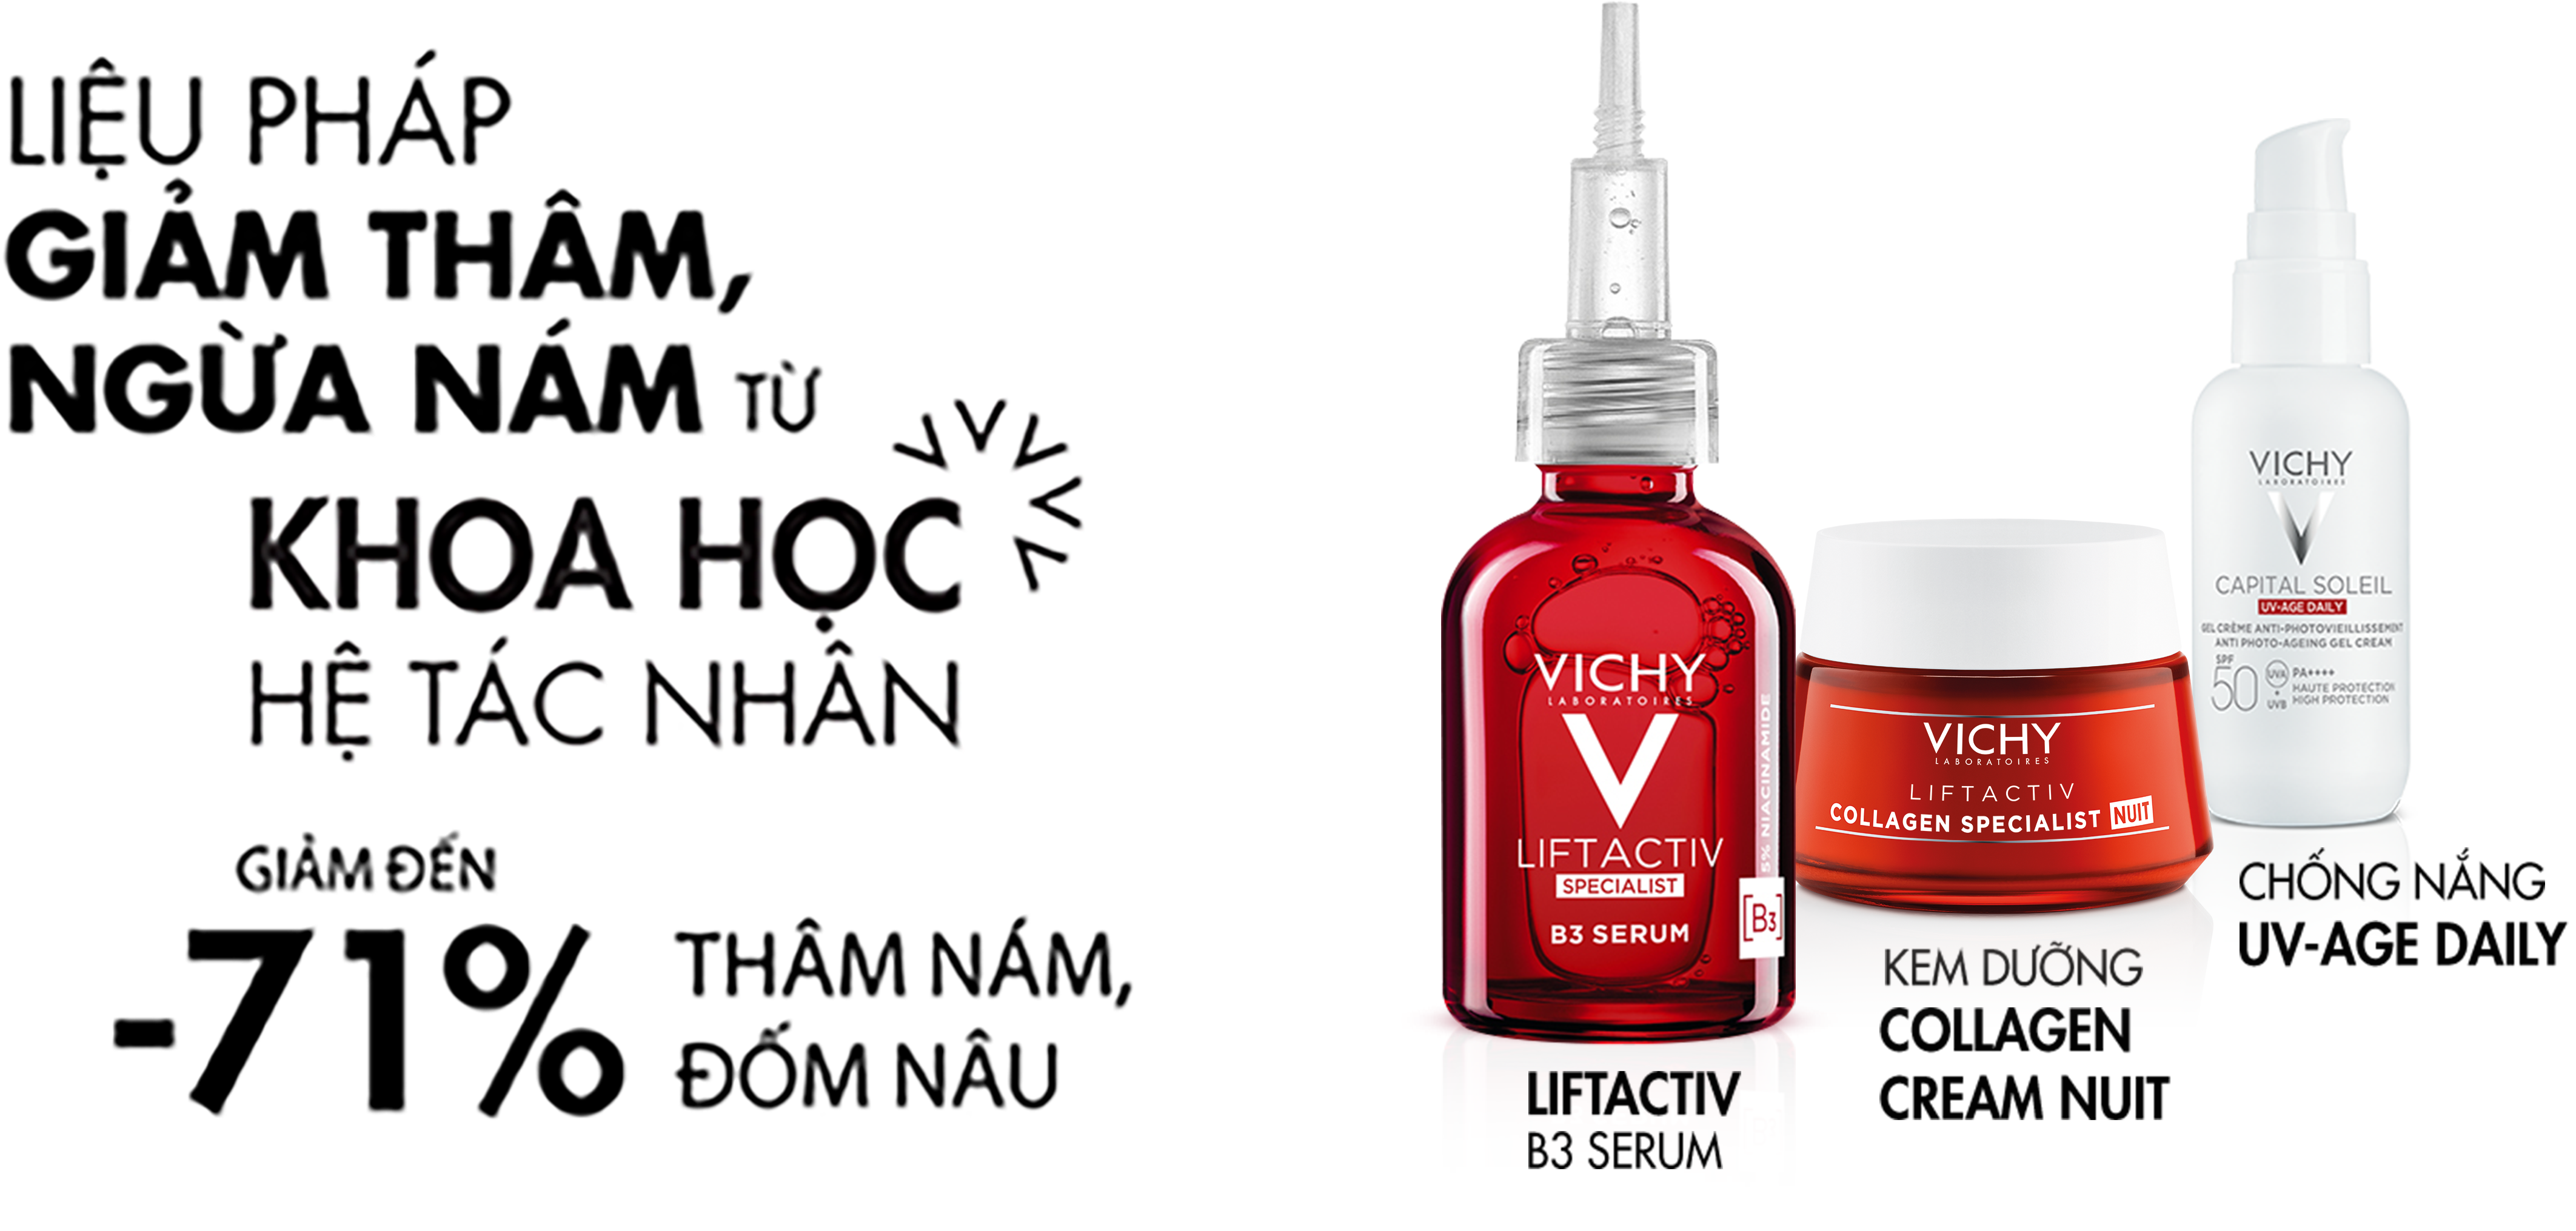 LIỆU PHÁP
GIẢM THÂM,
NGỪA NÁM TỪ
KHOA HỌC
HỆ TÁC NHÂN
GIẢM ĐẾN
-71%
THÂM NÁM,
ĐỐM NÂU
VICHY
LABORATOIRES
V
LIFTACTIV
SPECIALIST
B3 SERUM
5% NIACINAMIDE
[B3]
LIFTACTIV
B3 SERUM
VICHY
LABORATOIRES
LIFTACTIV
COLLAGEN SPECIALIST NUIT
KEM DƯỠNG
COLLAGEN
CREAM NUIT
VICHY
LABORATOIRES
V
CAPITAL SOLEIL
UV-AGE DAILY
GEL CRÈME ANTI-PHOTOVIEILLISSEMENT
ANTI PHOTO-AGEING GEL CREAM
SPF
50
UVA
+
UVB
PA++++
HAUTE PROTECTION
HIGH PROTECTION
CHỐNG NẮNG
UV-AGE DAILY